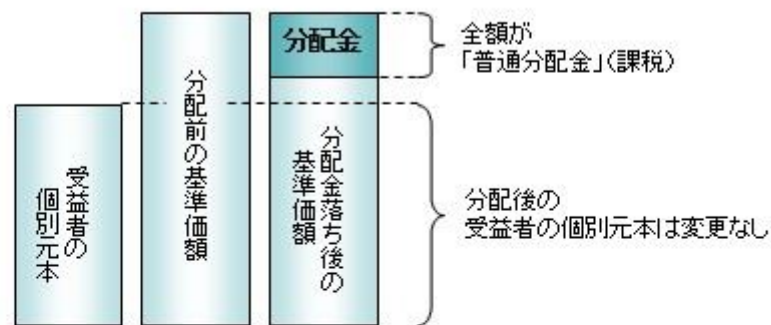 受益者の
個別元本
分配前の基準価額
分配金
分配金落ち後の
基準価額
全額が
「普通分配金」(課税)
分配後の
受益者の個別元本は変更なし